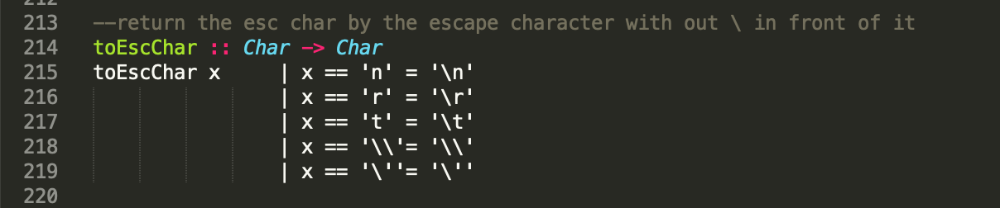 212
213 --return the esc char by the escape character with out \ in front of it
214 toEscChar :: Char -> Char
215 toEscChar x     | x == 'n' = '\n'
216                 | x == 'r' = '\r'
217                 | x == 't' = '\t'
218                 | x == '\\'= '\\'
219                 | x == '\''= '\''
220